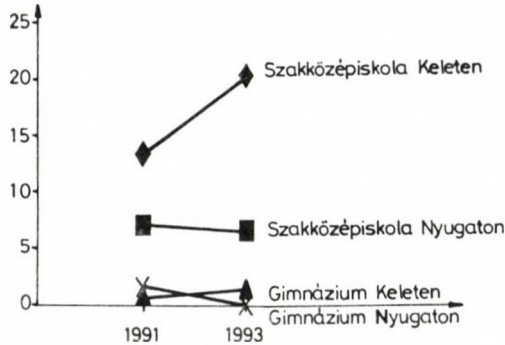 25
Szakközépiskola Keleten
20
15
10
Szakközépiskola Nyugaton
5
Gimnázium Keleten
0
Gimnázium Nyugaton
1991 1993